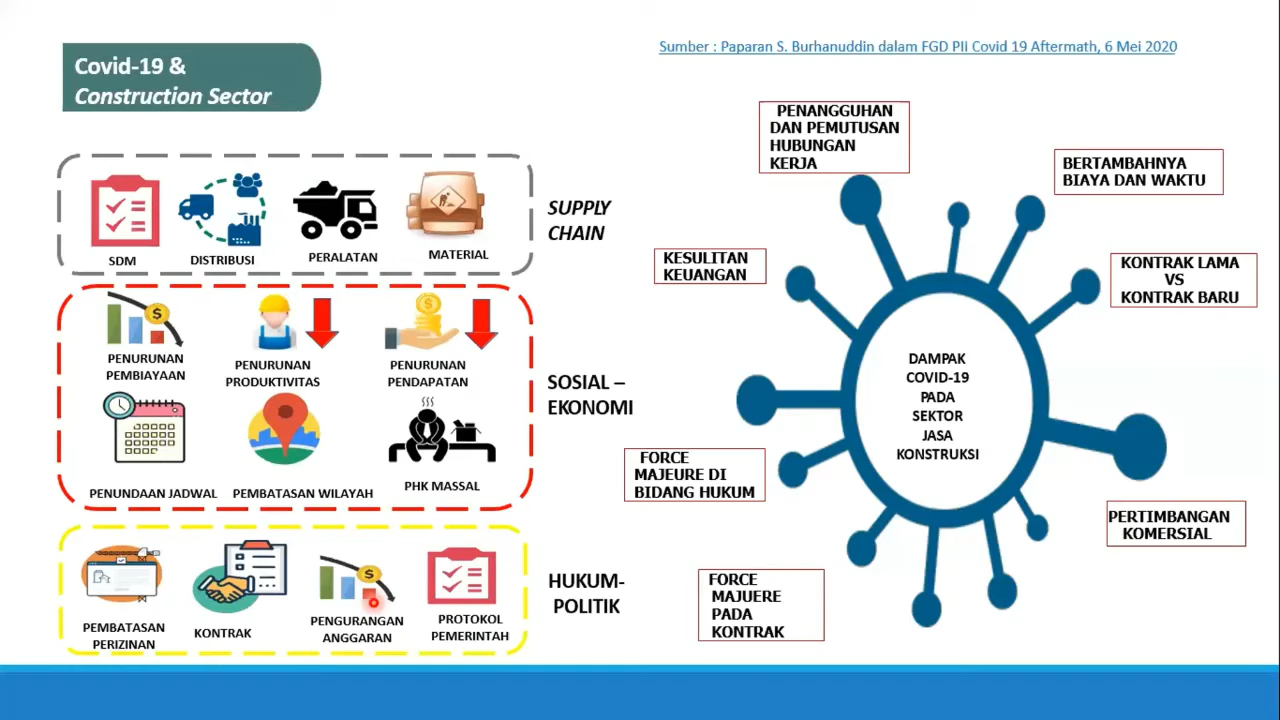 Covid-19 &
Construction Sector
Sumber : Paparan S. Burhanuddin dalam FGD PII Covid 19 Aftermath, 6 Mei 2020
SDM
DISTRIBUSI
PERALATAN
MATERIAL
SUPPLY
CHAIN
PENURUNAN
PEMBIAYAAN
PENURUNAN
PRODUKTIVITAS
PENURUNAN
PENDAPATAN
PENUNDAAN JADWAL
PEMBATASAN WILAYAH
PHK MASSAL
SOSIAL –
EKONOMI
PEMBATASAN
PERIZINAN
KONTRAK
PENGURANGAN
ANGGARAN
PROTOKOL
PEMERINTAH
HUKUM-
POLITIK
PENANGGUHAN
DAN PEMUTUSAN
HUBUNGAN
KERJA
BERTAMBAHNYA
BIAYA DAN WAKTU
KESULITAN
KEUANGAN
KONTRAK LAMA
VS
KONTRAK BARU
DAMPAK
COVID-19
PADA
SEKTOR
JASA
KONSTRUKSI
FORCE
MAJEURE DI
BIDANG HUKUM
PERTIMBANGAN
KOMERSIAL
FORCE
MAJUERE
PADA
KONTRAK